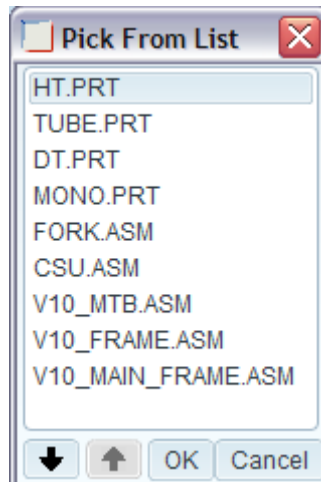 Pick From List
HT.PRT
TUBE.PRT
DT.PRT
MONO.PRT
FORK.ASM
CSU.ASM
V10_MTB.ASM
V10_FRAME.ASM
V10_MAIN_FRAME.ASM
OK Cancel